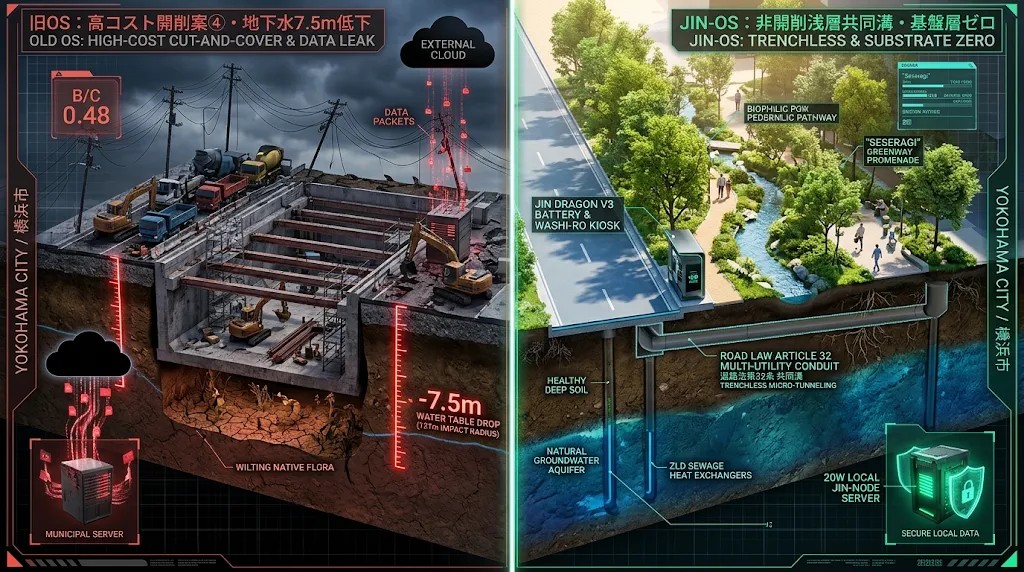 旧OS：高コスト開削案④・地下水7.5m低下
OLD OS: HIGH-COST CUT-AND-COVER & DATA LEAK
EXTERNAL
CLOUD
B/C
0.48
DATA
PACKETS
YOKOHAMA CITY / 横浜市
-7.5m
WATER TABLE DROP
IMPACT RADIUS)
WILTING NATIVE FLORA
MUNICIPAL SERVER
JIN-OS：非開削浅層共同溝・基盤層ゼロ
JIN-OS: TRENCHLESS & SUBSTRATE ZERO
"Seseragi"
BIOPHILIC PGW
PEDERNLIC PATHWAY
"SESERAGI"
GREENWAY
PROMENADE
JIN DRAGON V3
BATTERY &
WASHI-RO KIOSK
YOKOHAMA CITY / 横浜市
ROAD LAW ARTICLE 32
MULTI-UTILITY CONDUIT
32条 共同溝
TRENCHLESS MICRO-TUNNELING
HEALTHY
DEEP SOIL
NATURAL
GROUNDWATER
AQUIFER
ZLD SEWAGE
HEAT EXCHANGERS
20W LOCAL
JIN-NODE
SERVER
SECURE LOCAL DATA